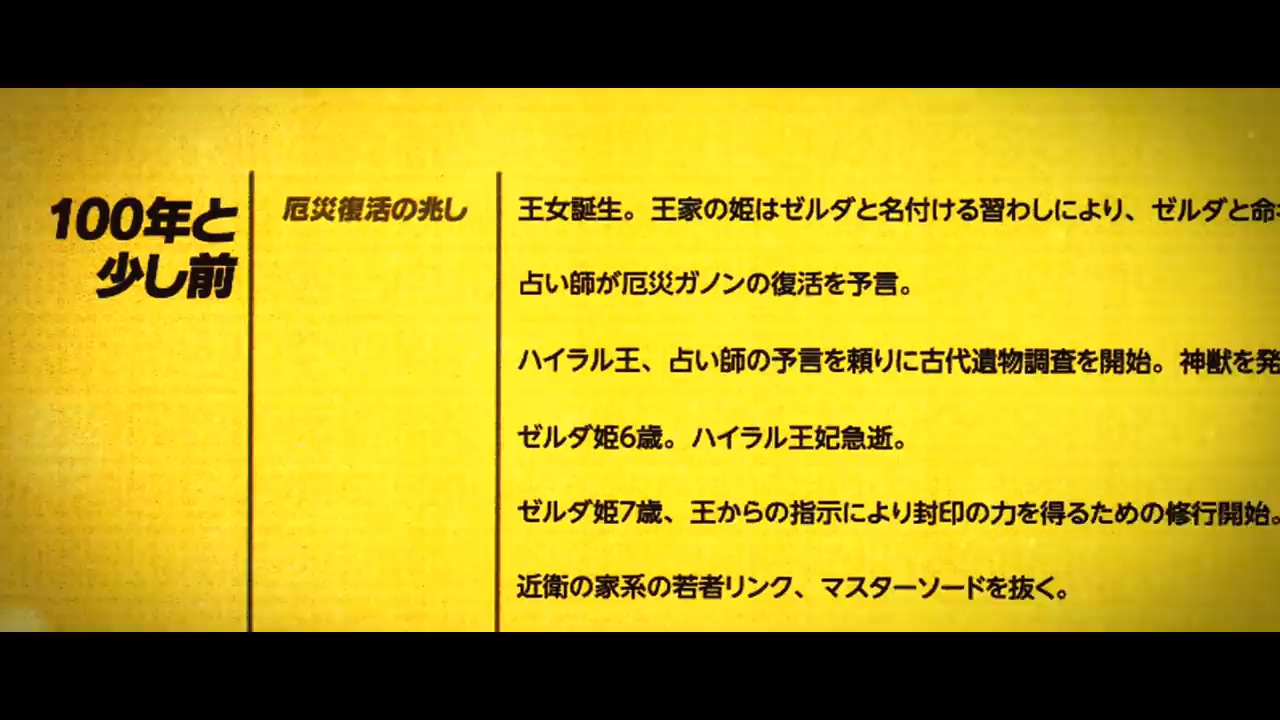 100年と
少し前
厄災復活の兆し
王女誕生。王家の姫はゼルダと名付ける習わしにより、ゼルダと命
占い師が厄災ガノンの復活を予言。
ハイラル王、占い師の予言を頼りに古代遺物調査を開始。神獣を発
ゼルダ姫6歳。ハイラル王妃急逝。
ゼルダ姫7歳、王からの指示により封印の力を得るための修行開始。
近衛の家系の若者リンク、マスターソードを抜く。